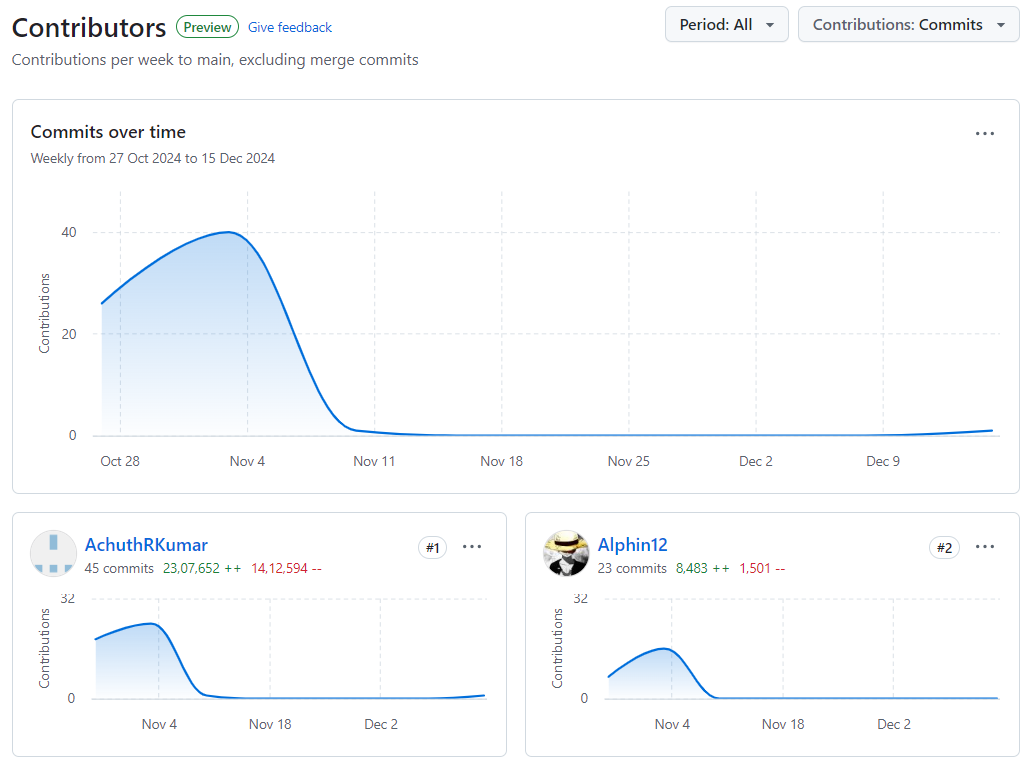 Contributors Preview Give feedback Period: All Contributions: Commits
Contributions per week to main, excluding merge commits
Commits over time
Weekly from 27 Oct 2024 to 15 Dec 2024
Contributions
40
20
0
Oct 28 Nov 4 Nov 11 Nov 18 Nov 25 Dec 2 Dec 9
AchuthRKumar #1
45 commits 23,07,652 ++ 14,12,594 --
Contributions
32
0
Nov 4 Nov 18 Dec 2
Alphin12 #2
23 commits 8,483 ++ 1,501 --
Contributions
32
0
Nov 4 Nov 18 Dec 2